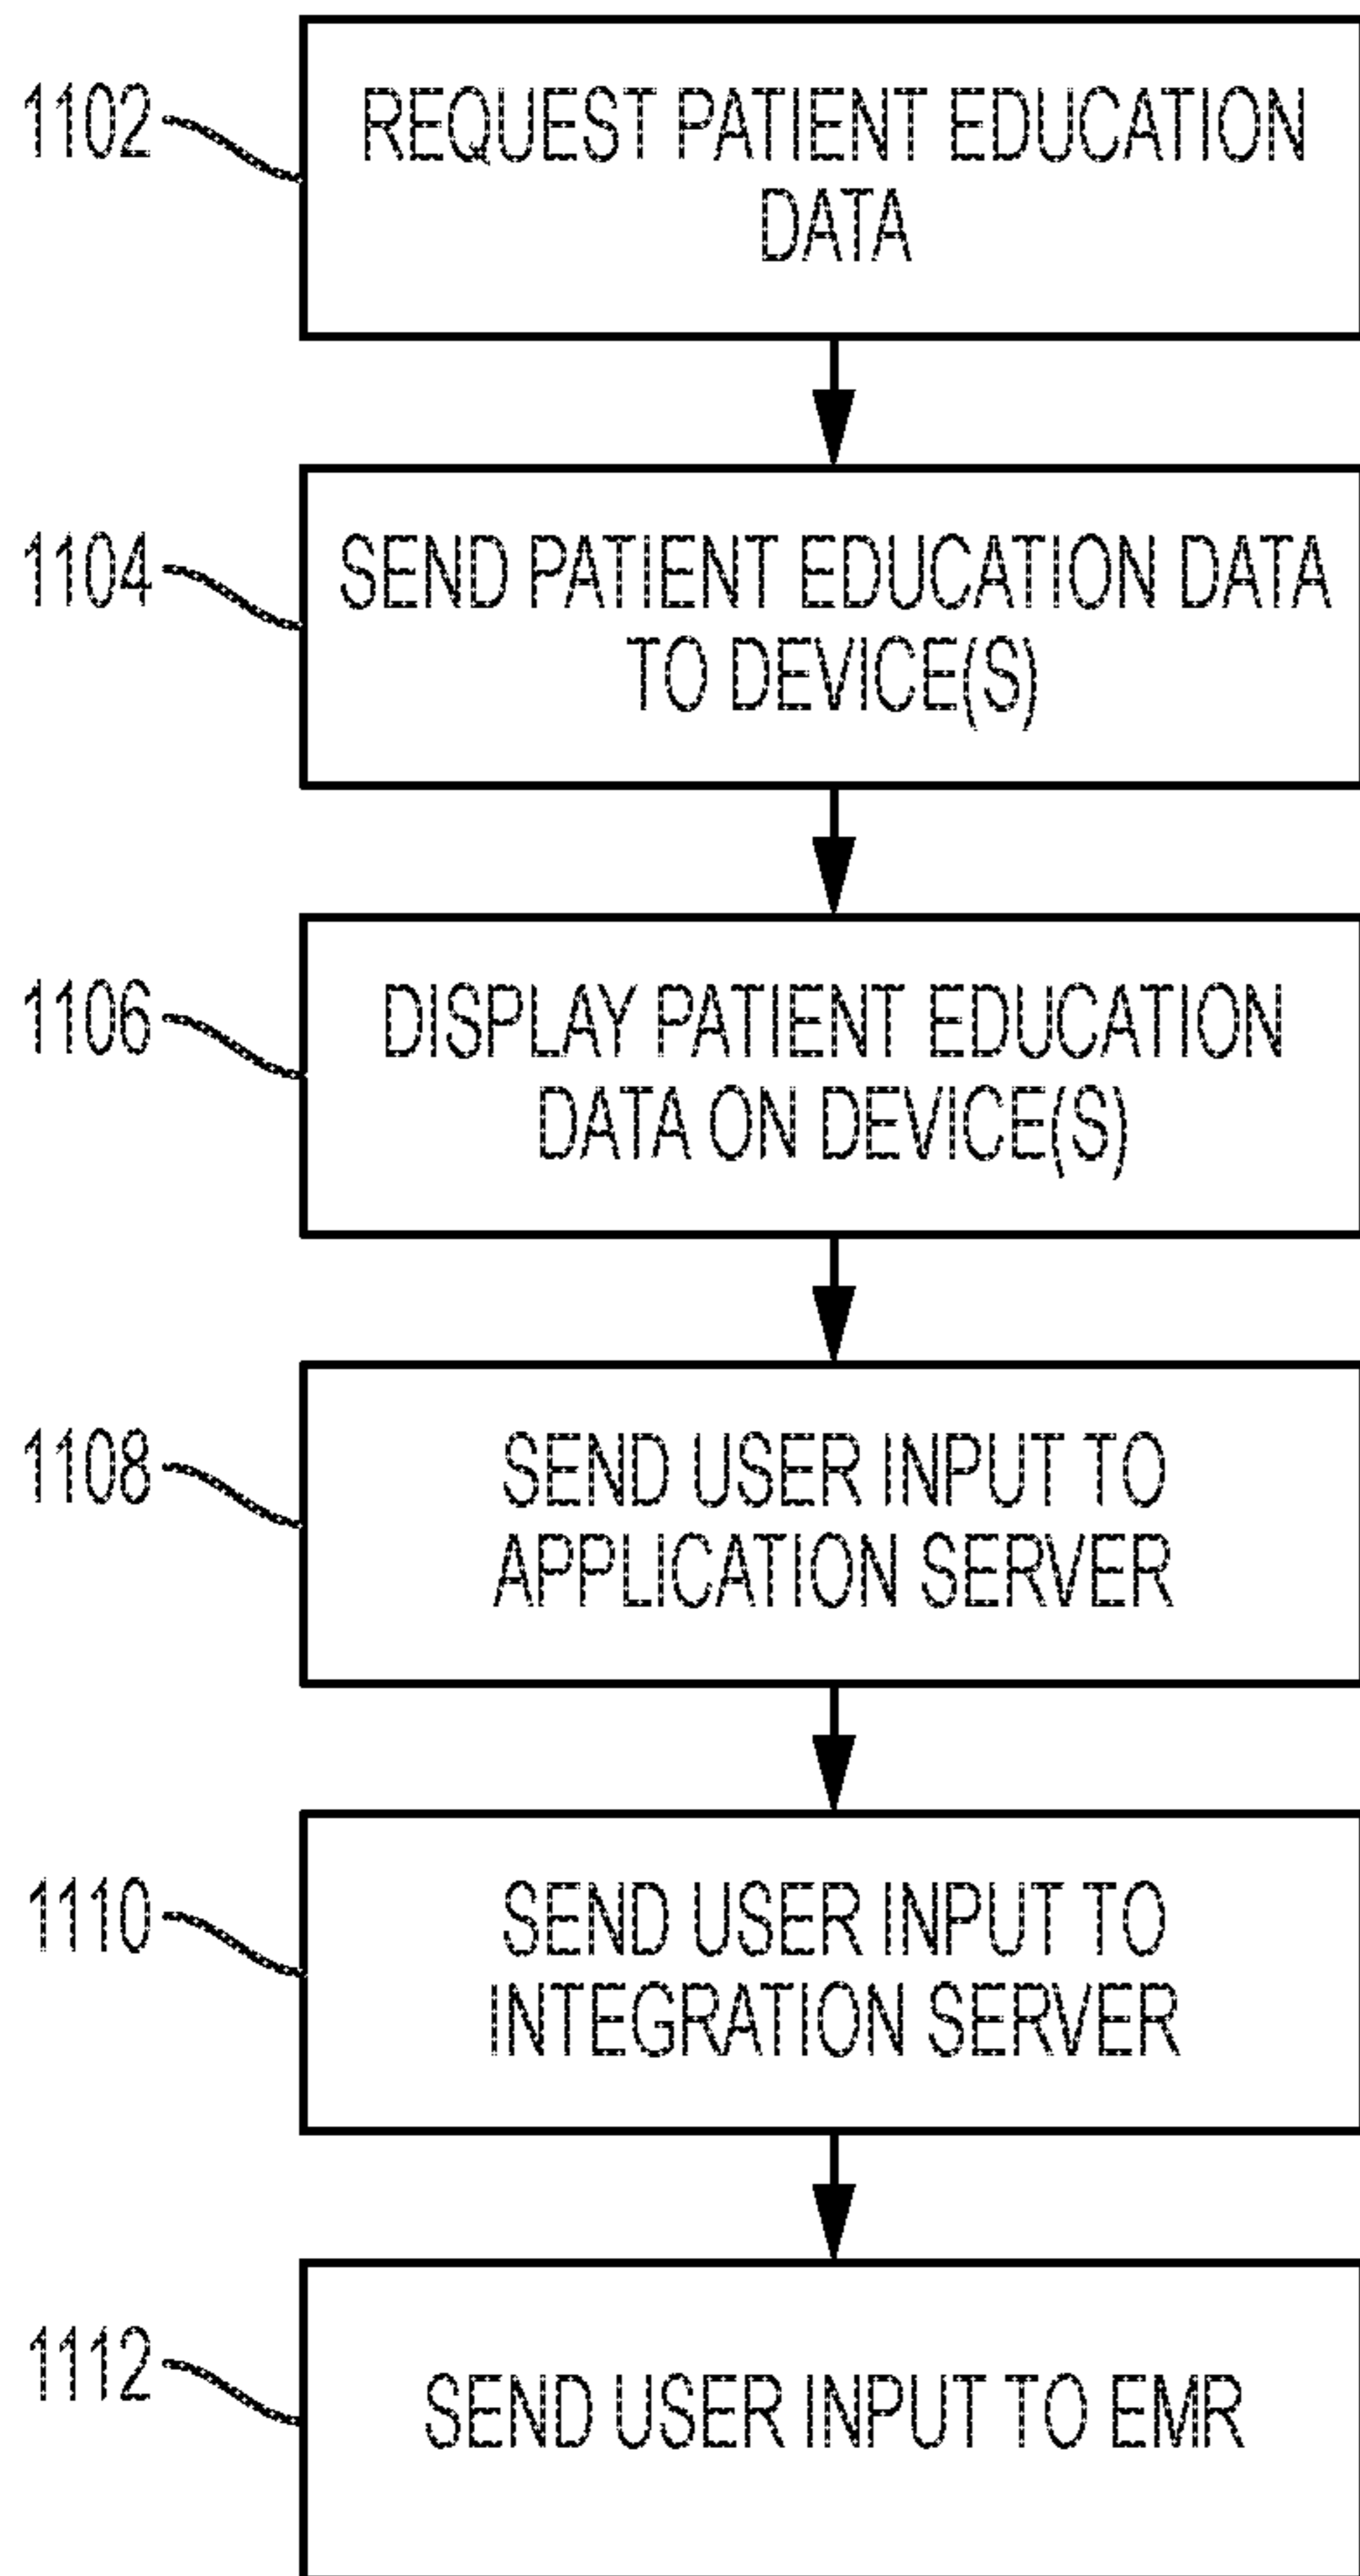 1102
REQUEST PATIENT EDUCATION
DATA
1104
SEND PATIENT EDUCATION DATA
TO DEVICE(S)
1106
DISPLAY PATIENT EDUCATION
DATA ON DEVICE(S)
1108
SEND USER INPUT TO
APPLICATION SERVER
1110
SEND USER INPUT TO
INTEGRATION SERVER
1112
SEND USER INPUT TO EMR